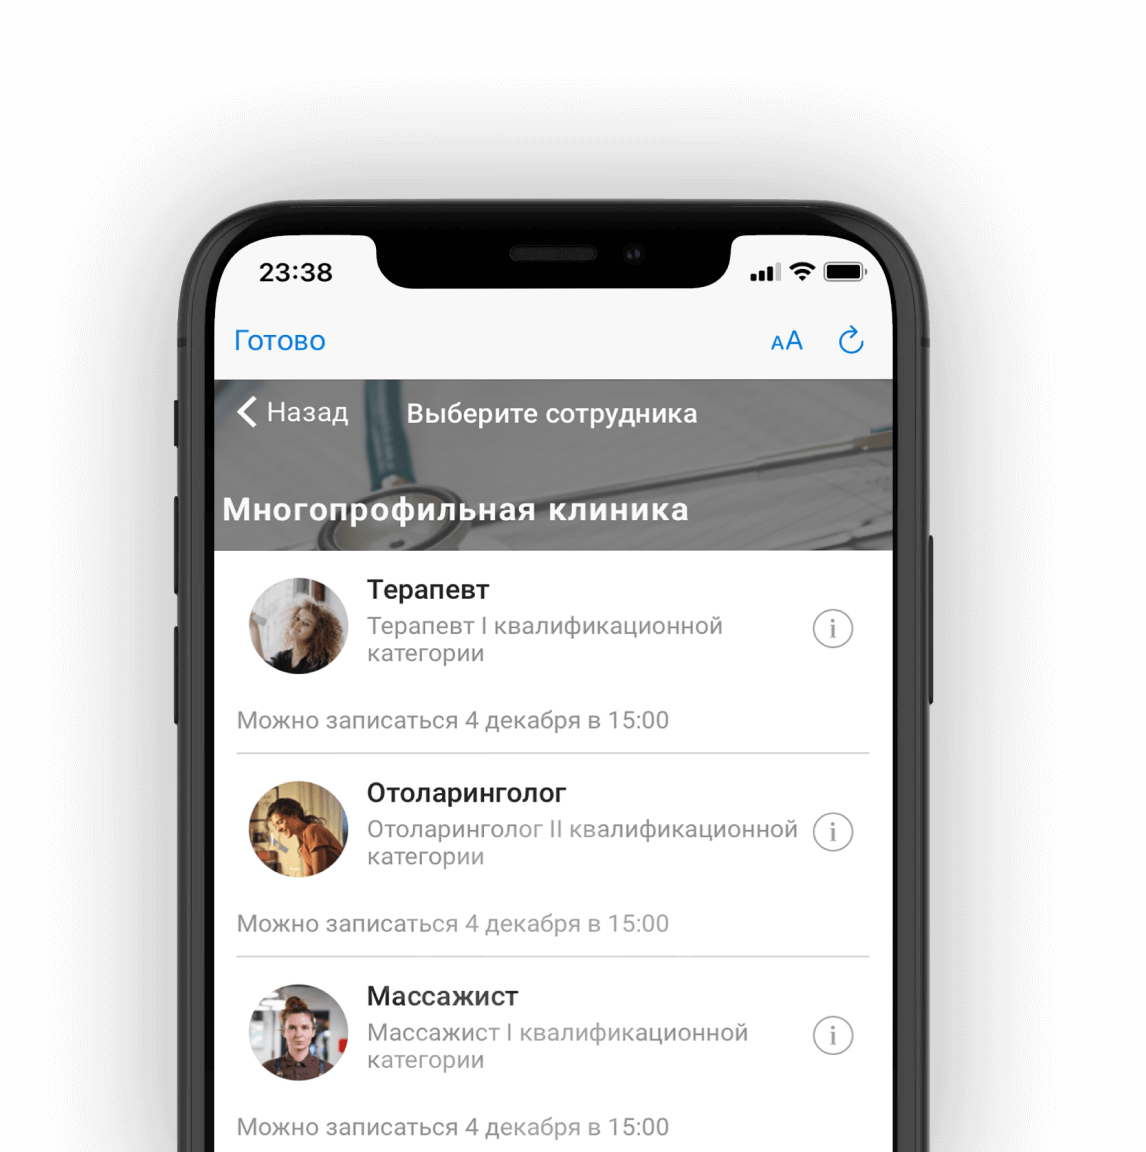 23:38
Готово
AA
Назад
Выберите сотрудника
Многопрофильная клиника
Терапевт
Терапевт I квалификационной
категории
Можно записаться 4 декабря в 15:00
Отоларинголог
Отоларинголог II квалификационной
категории
Можно записаться 4 декабря в 15:00
Массажист
Массажист I квалификационной
категории
Можно записаться 4 декабря в 15:00